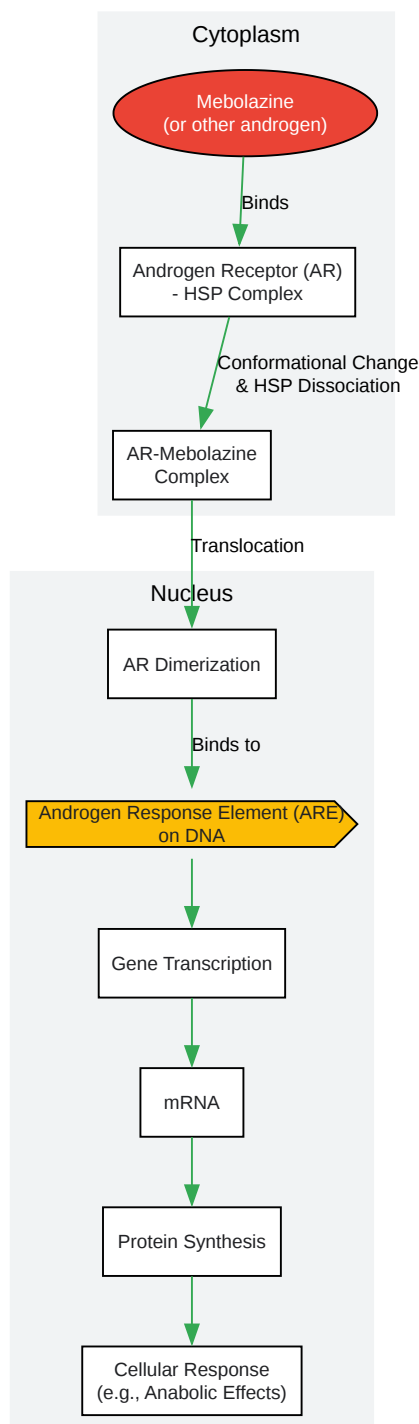 Cytoplasm
Mebolazine
(or other androgen)
Binds
Androgen Receptor (AR)
- HSP Complex
Conformational Change
& HSP Dissociation
AR-Mebolazine
Complex
Translocation
Nucleus
AR Dimerization
Binds to
Androgen Response Element (ARE)
on DNA
Gene Transcription
mRNA
Protein Synthesis
Cellular Response
(e.g., Anabolic Effects)